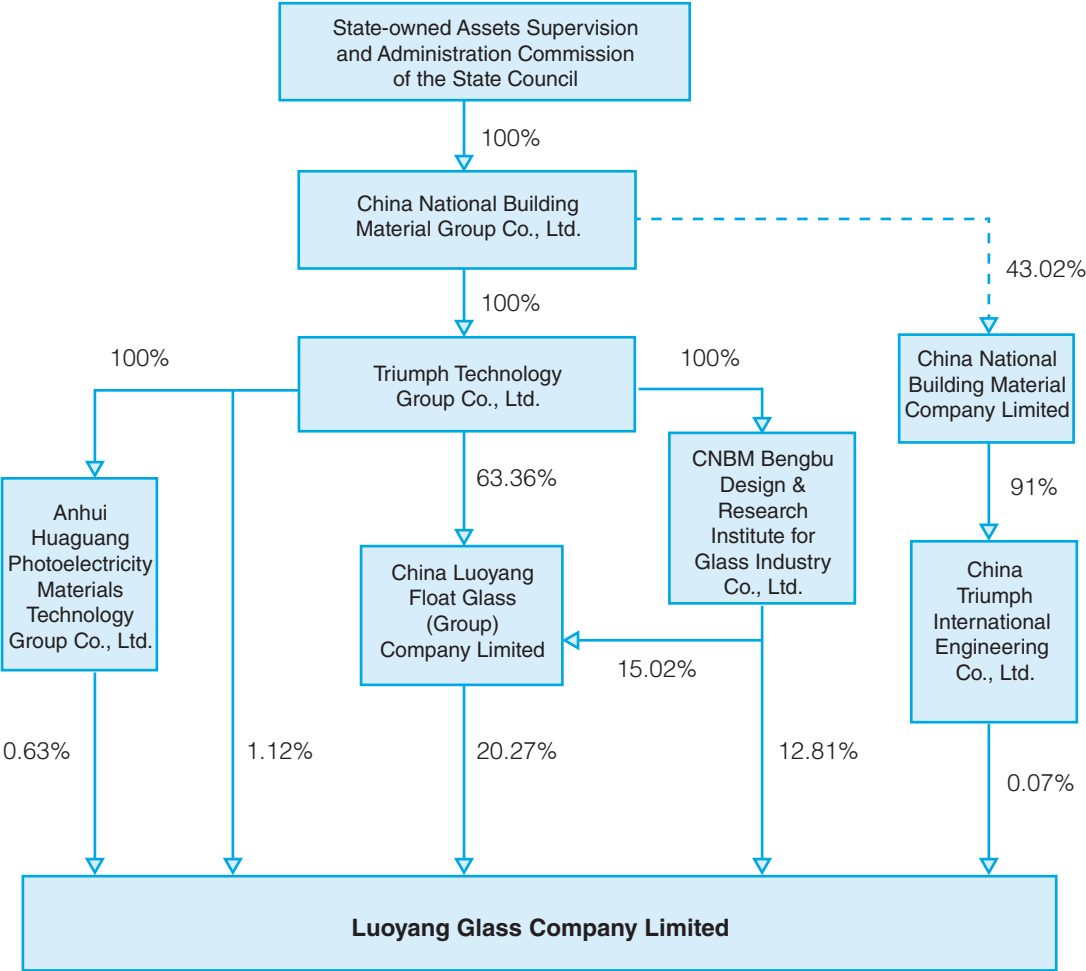 State-owned Assets Supervision
and Administration Commission
of the State Council
100%
China National Building
Material Group Co., Ltd.
43.02%
100%
100%
Triumph Technology
Group Co., Ltd.
100%
China National
Building Material
Company Limited
63.36%
CNBM Bengbu
Design &
Research
Institute for
Glass Industry
Co., Ltd.
91%
Anhui
Huaguang
Photoelectricity
Materials
Technology
Group Co., Ltd.
China Luoyang
Float Glass
(Group)
Company Limited
China
Triumph
International
Engineering
Co., Ltd.
15.02%
0.63%
1.12%
20.27%
12.81%
0.07%
Luoyang Glass Company Limited